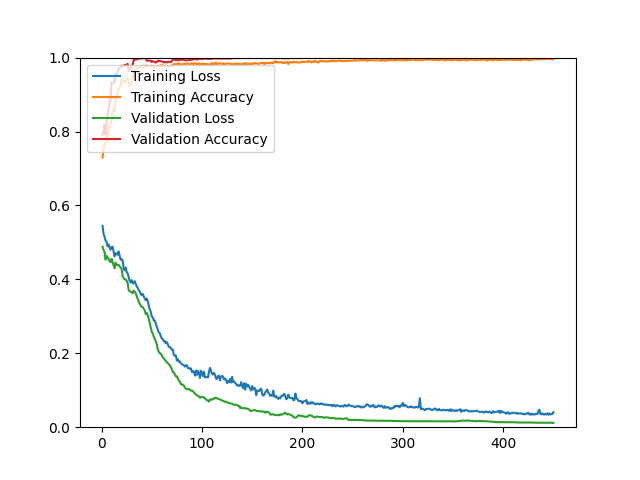 1.0
0.8
0.6
0.4
0.2
0.0
Training Loss
Training Accuracy
Validation Loss
Validation Accuracy
0 100 200 300 400